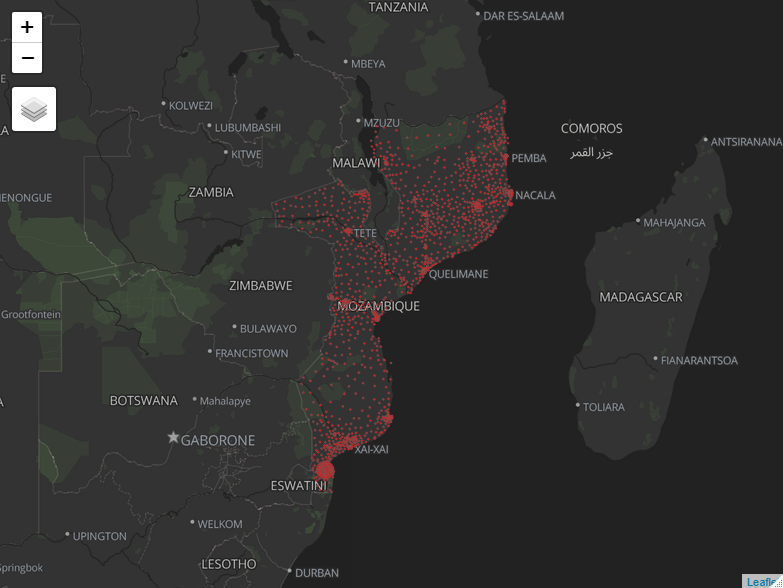 TANZANIA
DAR ES-SALAAM
+
−
MBEYA
KOLWEZI
MZUZU
LUBUMBASHI
COMOROS
جزر القمر
ANTSIRANANA
KITWE
MALAWI
PEMBA
ZAMBIA
NACALA
ENONGUE
MAHAJANGA
TETE
QUELIMANE
ZIMBABWE
MADAGASCAR
MOZAMBIQUE
Grootfontein
BULAWAYO
FRANCISTOWN
FIANARANTSOA
BOTSWANA
Mahalapye
TOLIARA
GABORONE
XAI-XAI
ESWATINI
WELKOM
UPINGTON
LESOTHO
Springbok
DURBAN
Leafle